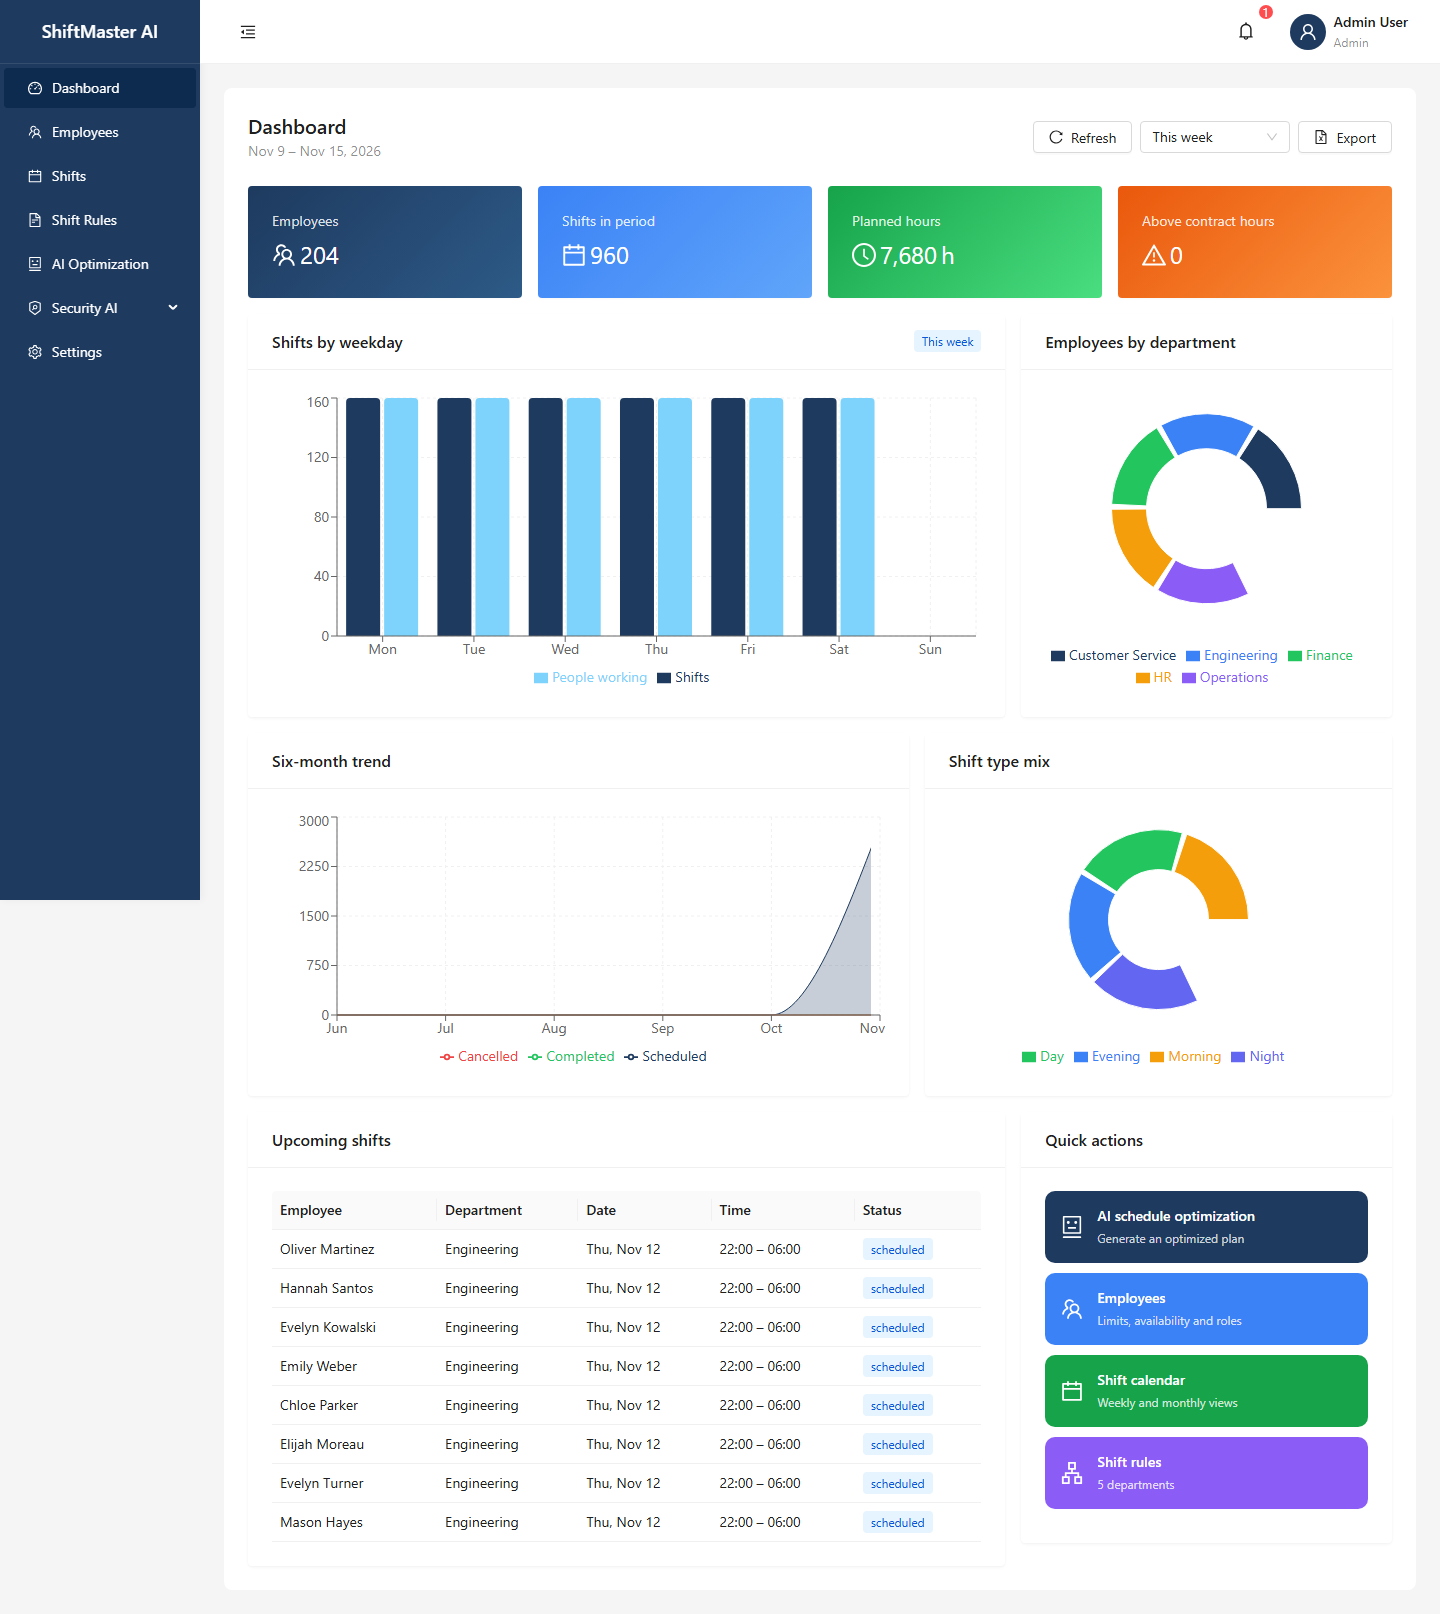 ShiftMaster AI
Dashboard
Employees
Shifts
Shift Rules
AI Optimization
Security AI
Settings
1
Admin User
Admin
Dashboard
Nov 9 – Nov 15, 2026
Refresh
This week
Export
Employees
204
Shifts in period
960
Planned hours
7,680 h
Above contract hours
0
Shifts by weekday
This week
160
120
80
40
0
Mon Tue Wed Thu Fri Sat Sun
People working Shifts
Employees by department
Customer Service Engineering Finance
HR Operations
Six-month trend
3000
2250
1500
750
0
Jun Jul Aug Sep Oct Nov
Cancelled Completed Scheduled
Shift type mix
Day Evening Morning Night
Upcoming shifts
Employee Department Date Time Status
Oliver Martinez Engineering Thu, Nov 12 22:00 – 06:00 scheduled
Hannah Santos Engineering Thu, Nov 12 22:00 – 06:00 scheduled
Evelyn Kowalski Engineering Thu, Nov 12 22:00 – 06:00 scheduled
Emily Weber Engineering Thu, Nov 12 22:00 – 06:00 scheduled
Chloe Parker Engineering Thu, Nov 12 22:00 – 06:00 scheduled
Elijah Moreau Engineering Thu, Nov 12 22:00 – 06:00 scheduled
Evelyn Turner Engineering Thu, Nov 12 22:00 – 06:00 scheduled
Mason Hayes Engineering Thu, Nov 12 22:00 – 06:00 scheduled
Quick actions
AI schedule optimization
Generate an optimized plan
Employees
Limits, availability and roles
Shift calendar
Weekly and monthly views
Shift rules
5 departments